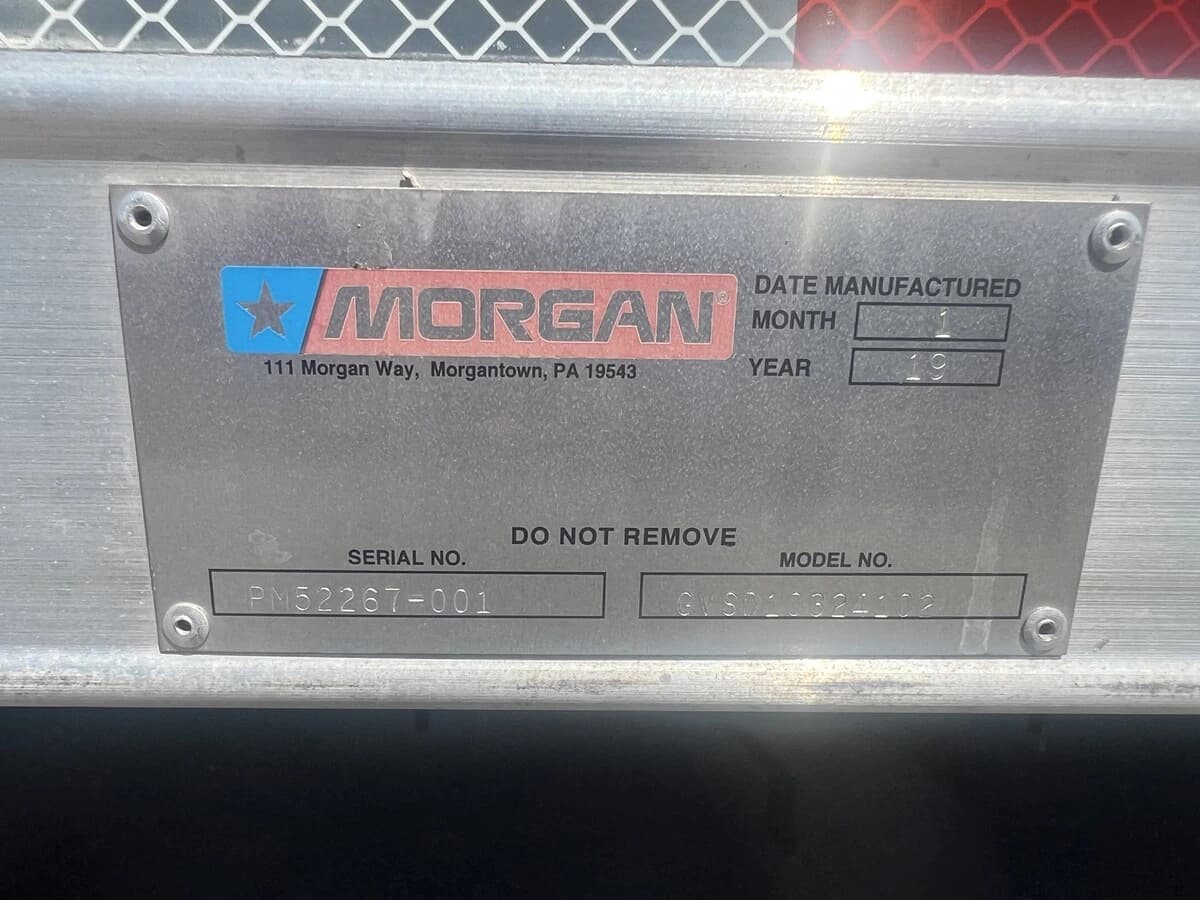 MORGAN®
111 Morgan Way, Morgantown, PA 19543
DATE MANUFACTURED
MONTH 1
YEAR 19
DO NOT REMOVE
SERIAL NO.
PM52267-001
MODEL NO.
GVSD10324102